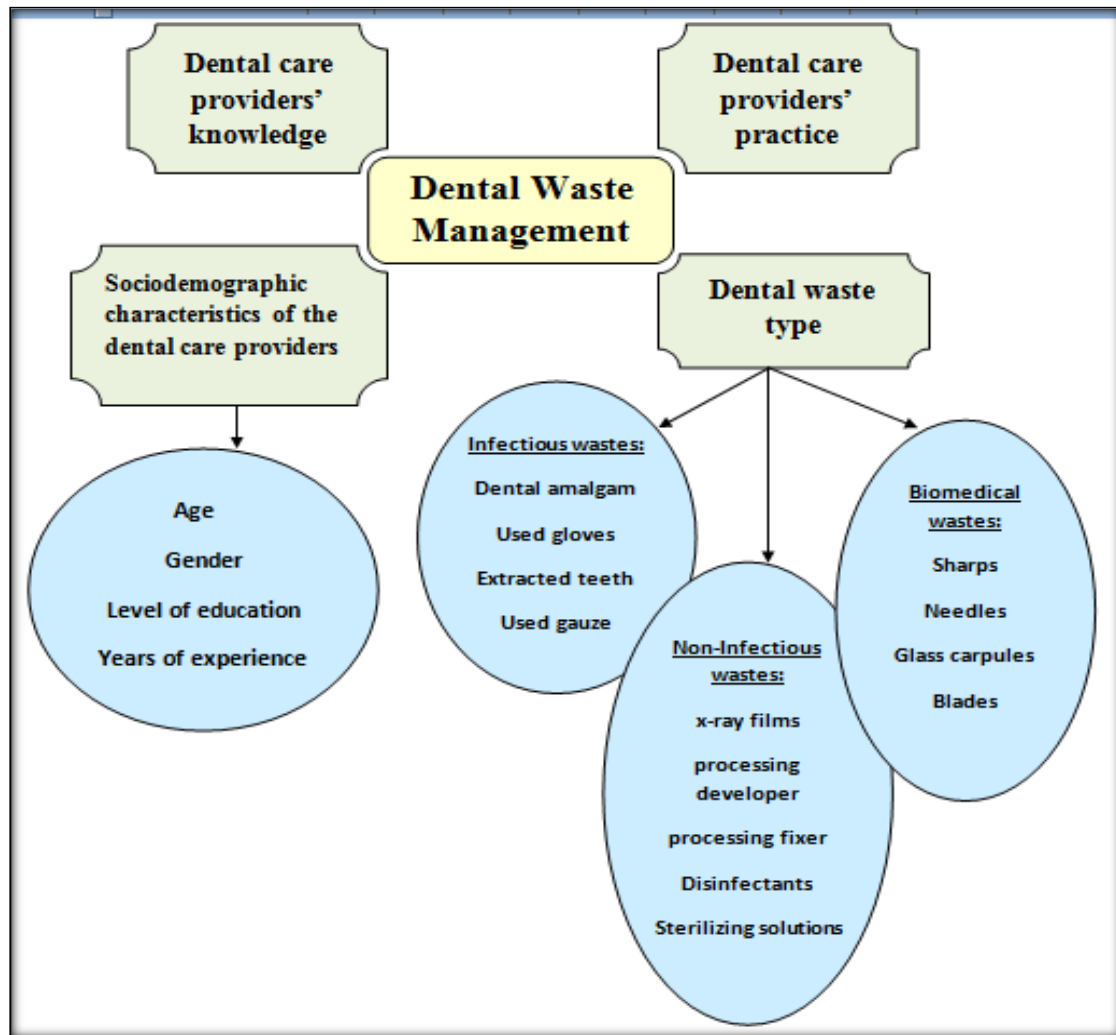 Dental care
providers’
knowledge
Dental care
providers’
practice
Dental Waste
Management
Sociodemographic
characteristics of the
dental care providers
Dental waste
type
Age
Gender
Level of education
Years of experience
Infectious wastes:
Dental amalgam
Used gloves
Extracted teeth
Used gauze
Non-Infectious
wastes:
x-ray films
processing
developer
processing fixer
Disinfectants
Sterilizing solutions
Biomedical
wastes:
Sharps
Needles
Glass carpules
Blades